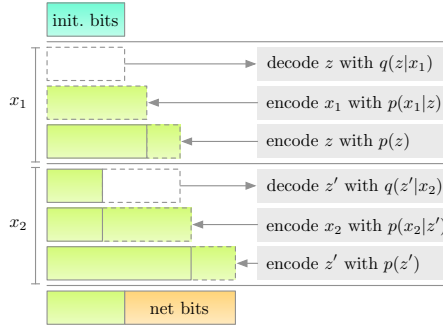 init. bits
decode z with q(z|x₁)
x₁
encode x₁ with p(x₁|z)
encode z with p(z)
decode z′ with q(z′|x₂)
x₂
encode x₂ with p(x₂|z′)
encode z′ with p(z′)
net bits